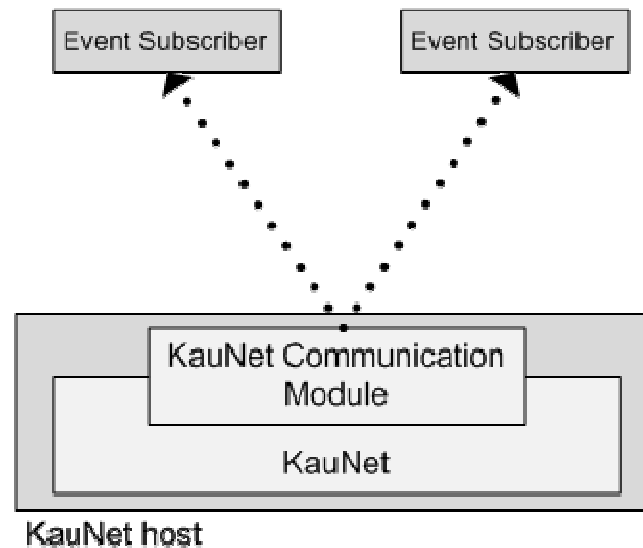 Event Subscriber
Event Subscriber
KauNet Communication
Module
KauNet
KauNet host